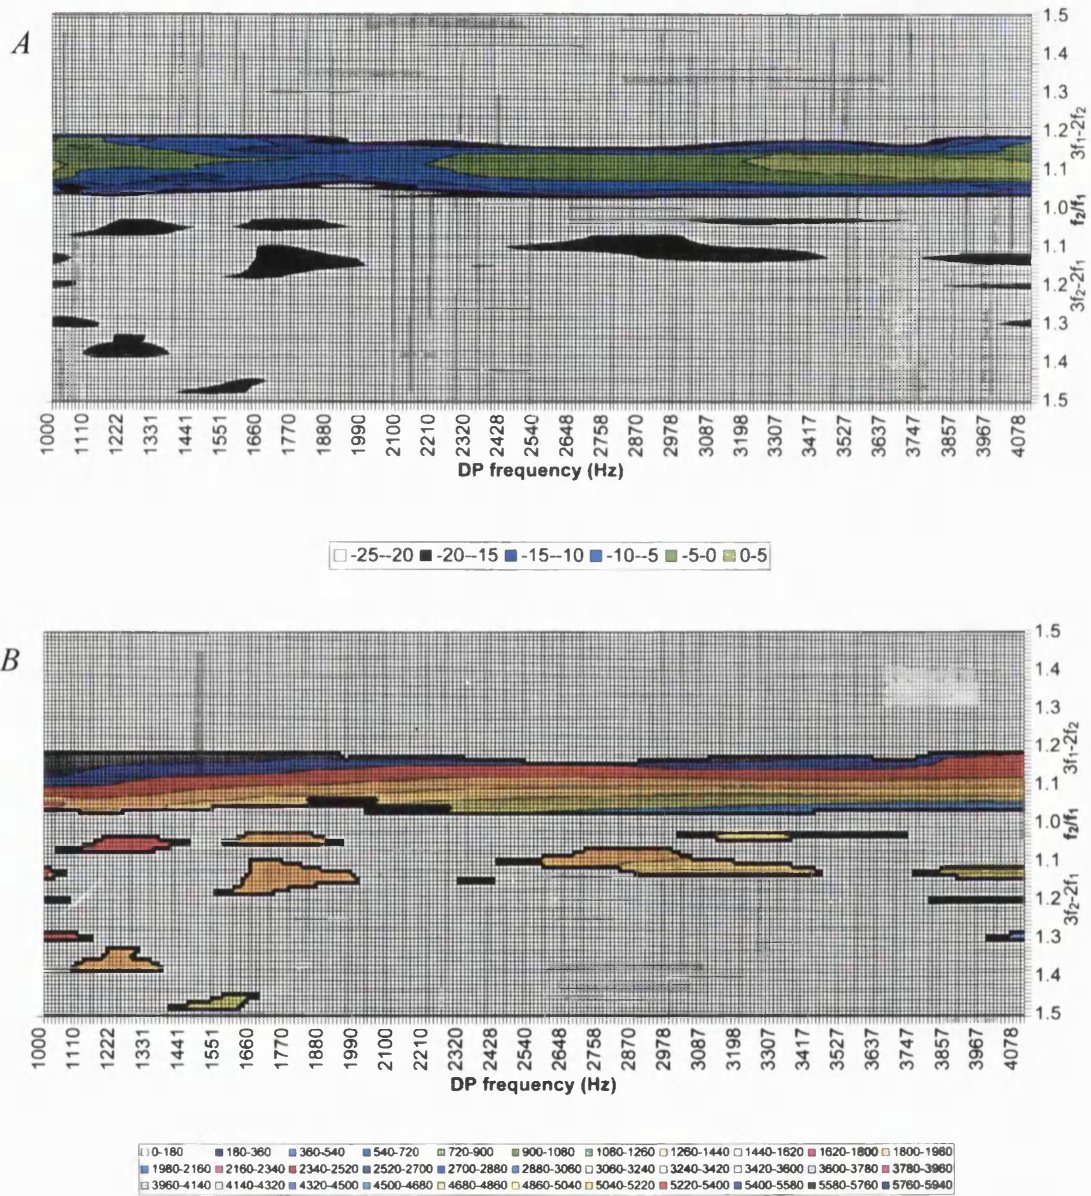 A
1.5
1.4
1.3
1.2
1.1
1.0
1.1
1.2
1.3
1.4
1.5
3f1-2f2
f2/f1
3f2-2f1
1000 1110 1222 1331 1441 1551 1660 1770 1880 1990 2100 2210 2320 2428 2540 2648 2758 2870 2978 3087 3198 3307 3417 3527 3637 3747 3857 3967 4078
DP frequency (Hz)
-25--20 -20--15 -15--10 -10--5 -5-0 0-5
B
1.5
1.4
1.3
1.2
1.1
1.0
1.1
1.2
1.3
1.4
1.5
3f1-2f2
f2/f1
3f2-2f1
1000 1110 1222 1331 1441 1551 1660 1770 1880 1990 2100 2210 2320 2428 2540 2648 2758 2870 2978 3087 3198 3307 3417 3527 3637 3747 3857 3967 4078
DP frequency (Hz)
0-180 180-360 360-540 540-720 720-900 900-1080 1080-1260 1260-1440 1440-1620 1620-1800 1800-1980
1980-2160 2160-2340 2340-2520 2520-2700 2700-2880 2880-3060 3060-3240 3240-3420 3420-3600 3600-3780 3780-3960
3960-4140 4140-4320 4320-4500 4500-4680 4680-4860 4860-5040 5040-5220 5220-5400 5400-5580 5580-5760 5760-5940